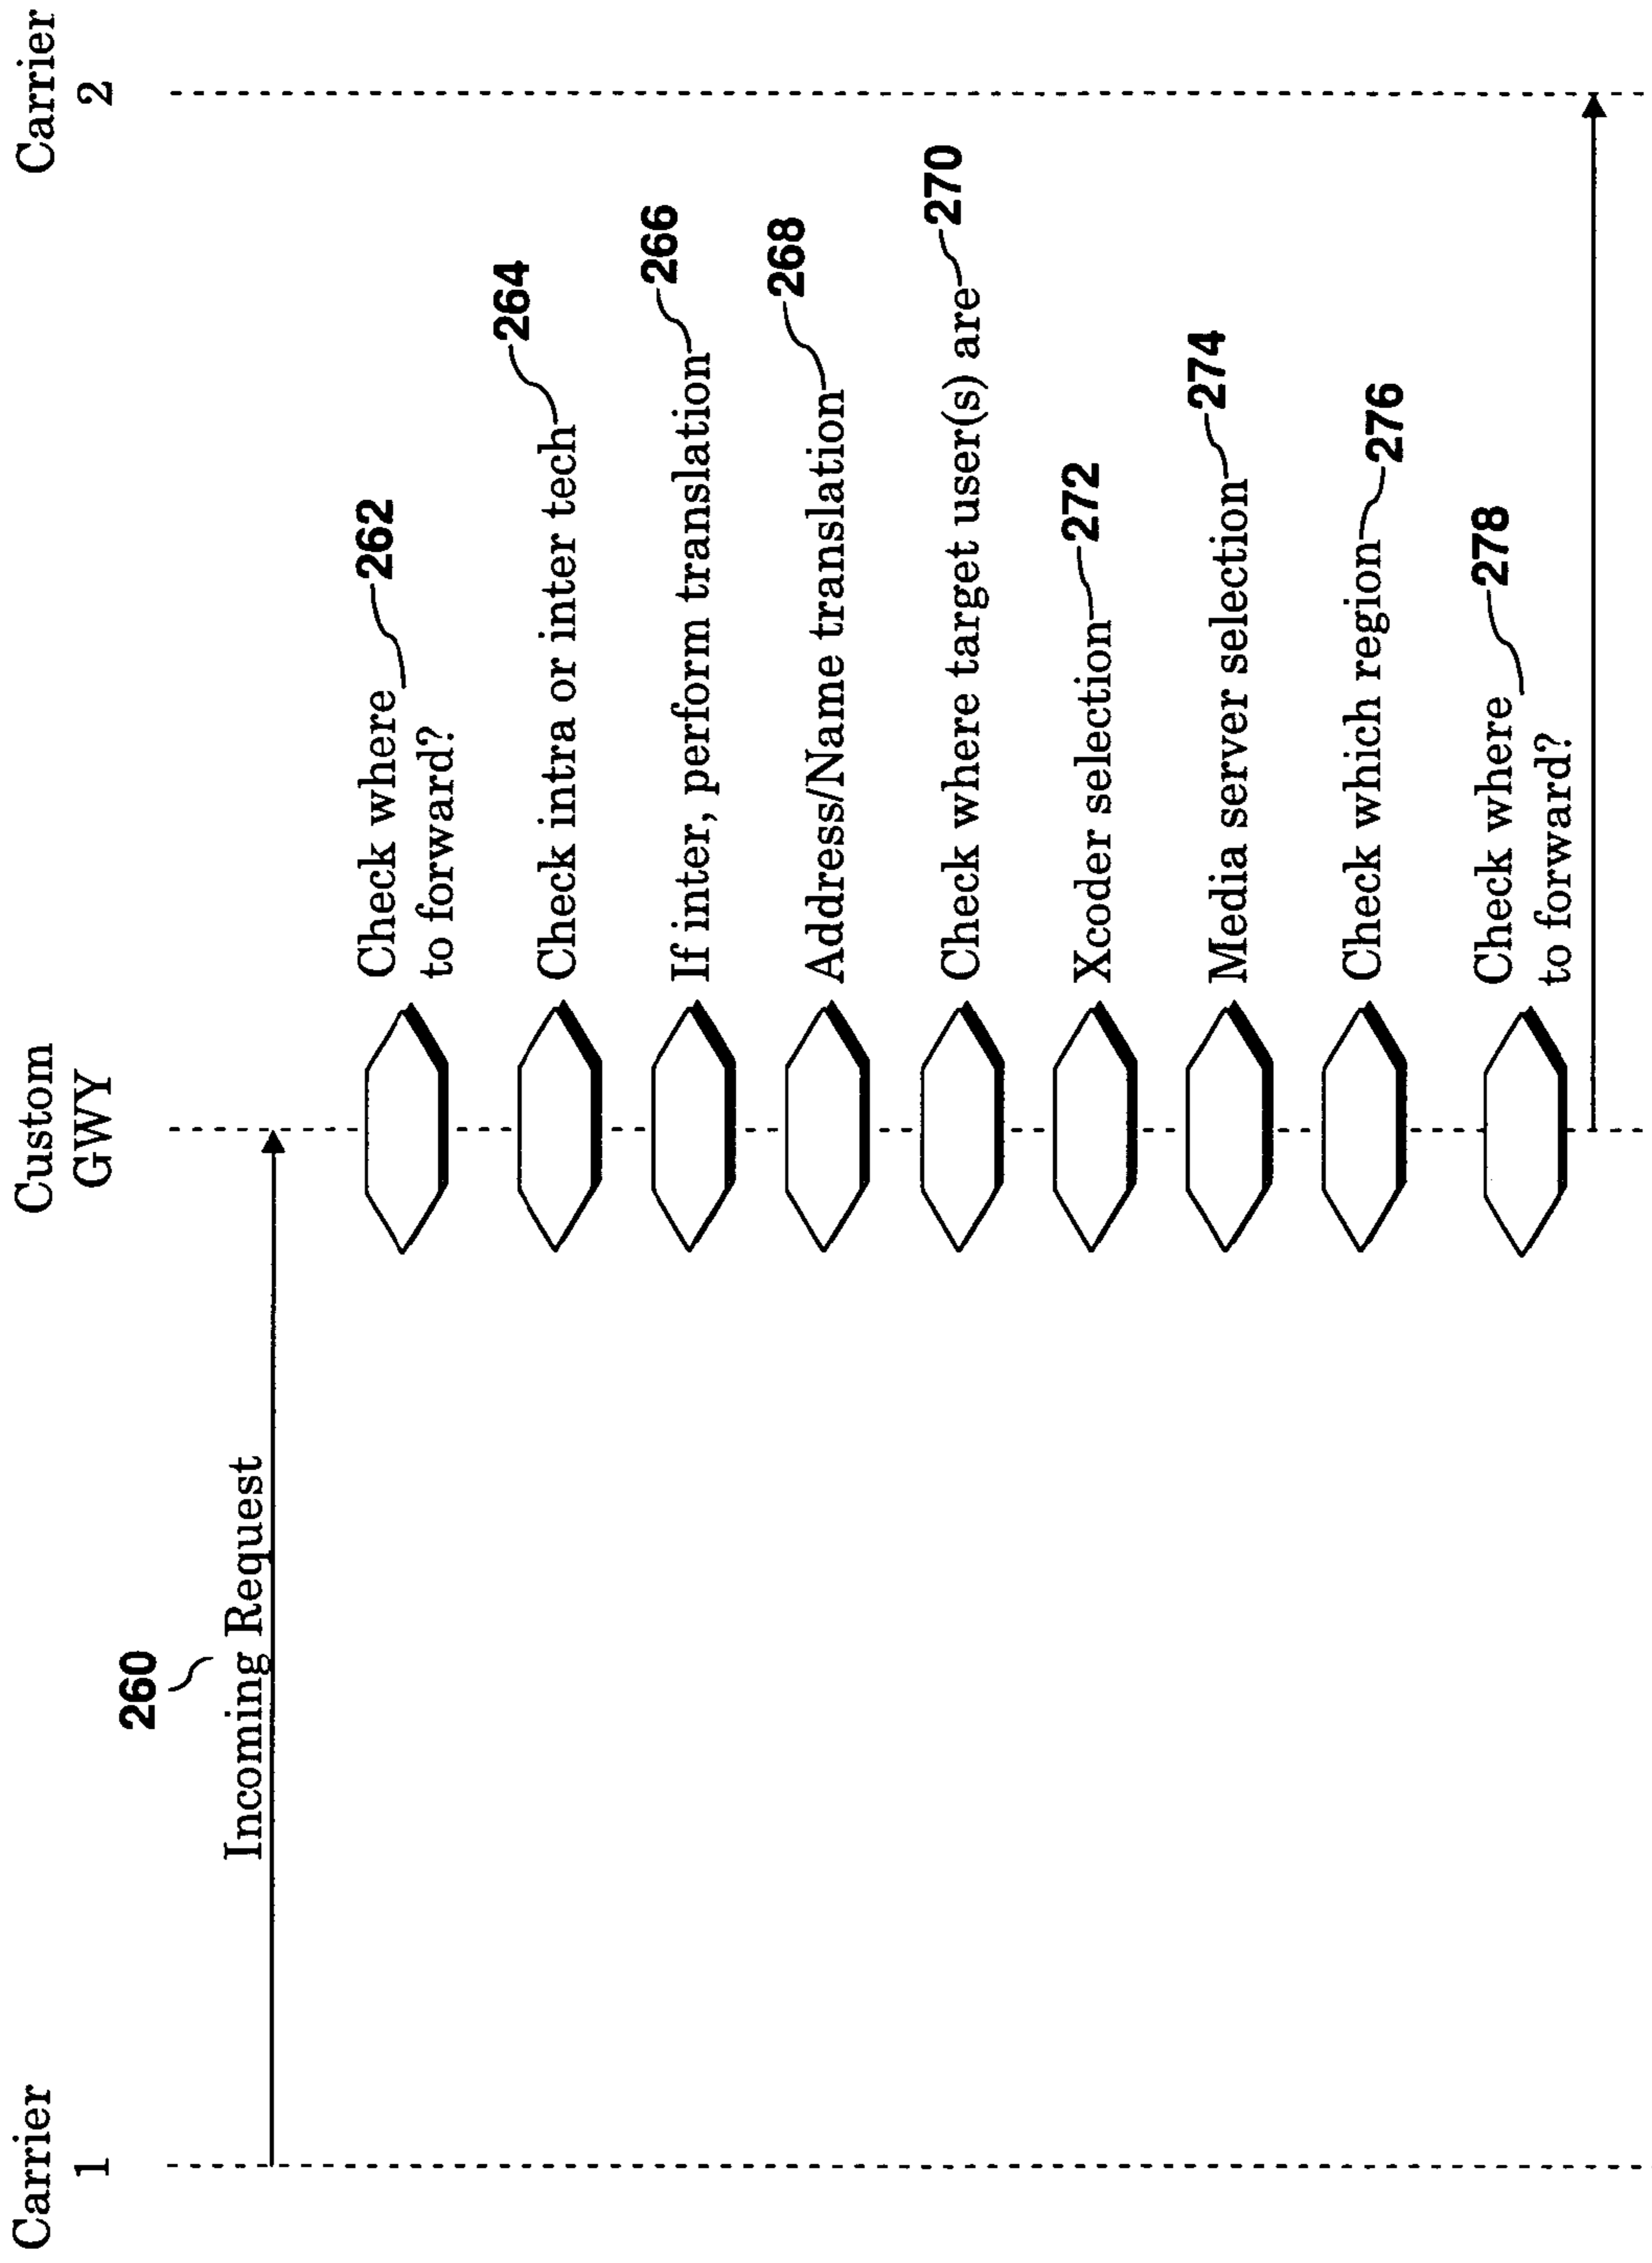 Carrier
1
Custom
GWY
Carrier
2
260
Incoming Request
Check where
to forward?
262
Check intra or inter tech
264
If inter, perform translation
266
Address/Name translation
268
Check where target user(s) are
270
Xcoder selection
272
Media server selection
274
Check which region
276
Check where
to forward?
278